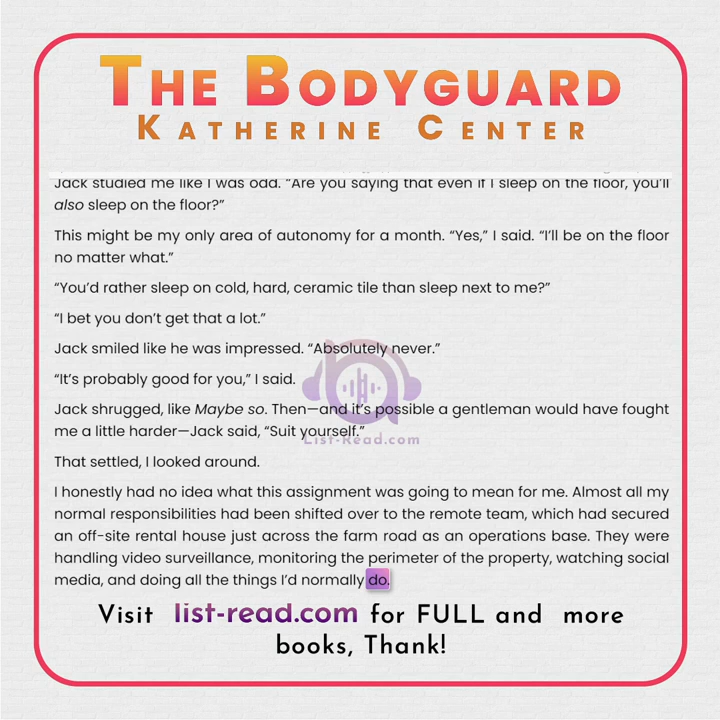 THE BODYGUARD
KATHERINE CENTER
Jack studied me like I was odd. “Are you saying that even if I sleep on the floor, you’ll
also sleep on the floor?”
This might be my only area of autonomy for a month. “Yes,” I said. “I’ll be on the floor
no matter what.”
“You’d rather sleep on cold, hard, ceramic tile than sleep next to me?”
“I bet you don’t get that a lot.”
Jack smiled like he was impressed. “Absolutely never.”
“It’s probably good for you,” I said.
Jack shrugged, like Maybe so. Then—and it’s possible a gentleman would have fought
me a little harder—Jack said, “Suit yourself.”
List-Read.com
That settled, I looked around.
I honestly had no idea what this assignment was going to mean for me. Almost all my
normal responsibilities had been shifted over to the remote team, which had secured
an off-site rental house just across the farm road as an operations base. They were
handling video surveillance, monitoring the perimeter of the property, watching social
media, and doing all the things I’d normally do.
Visit list-read.com for FULL and more
books, Thank!